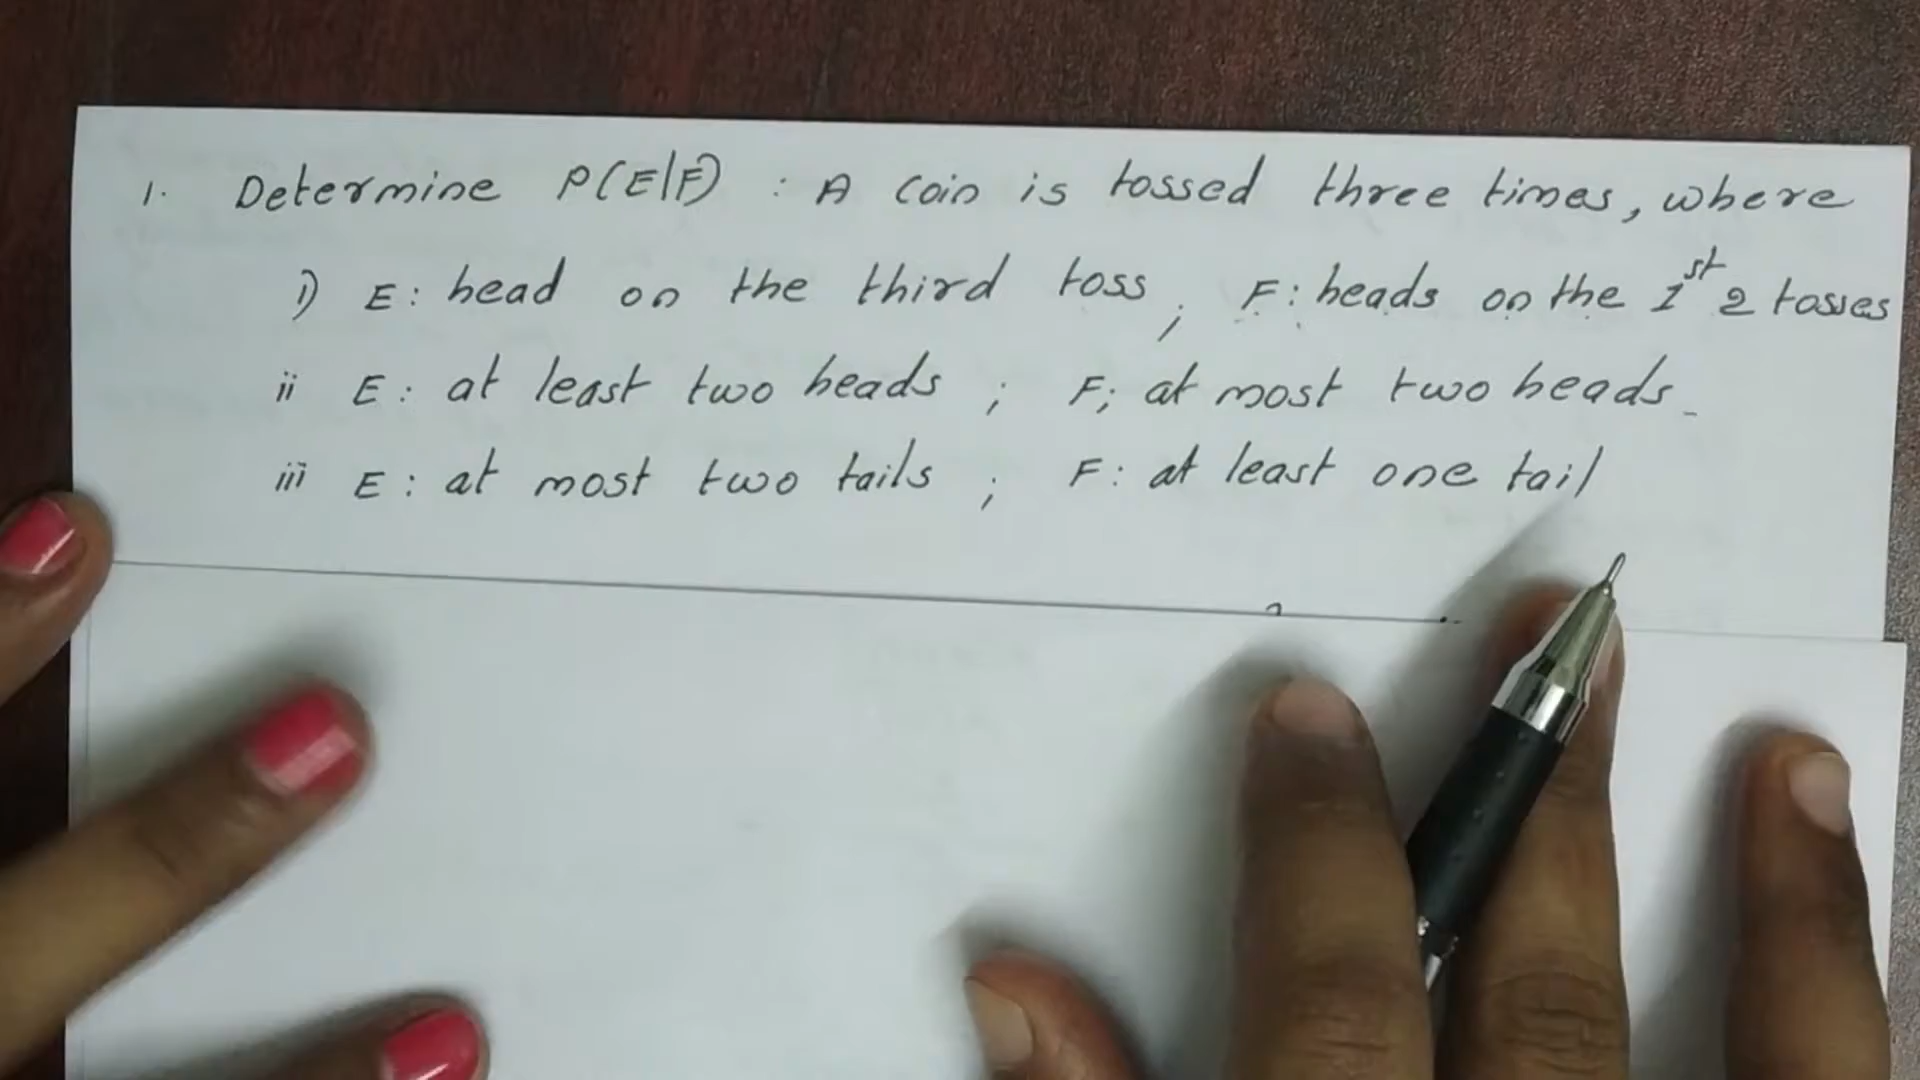 1. Determine P(E|F) : A coin is tossed three times, where
i) E: head on the third toss ; F: heads on the 1st 2 tosses
ii E: at least two heads ; F; at most two heads
iii E: at most two tails ; F: at least one tail